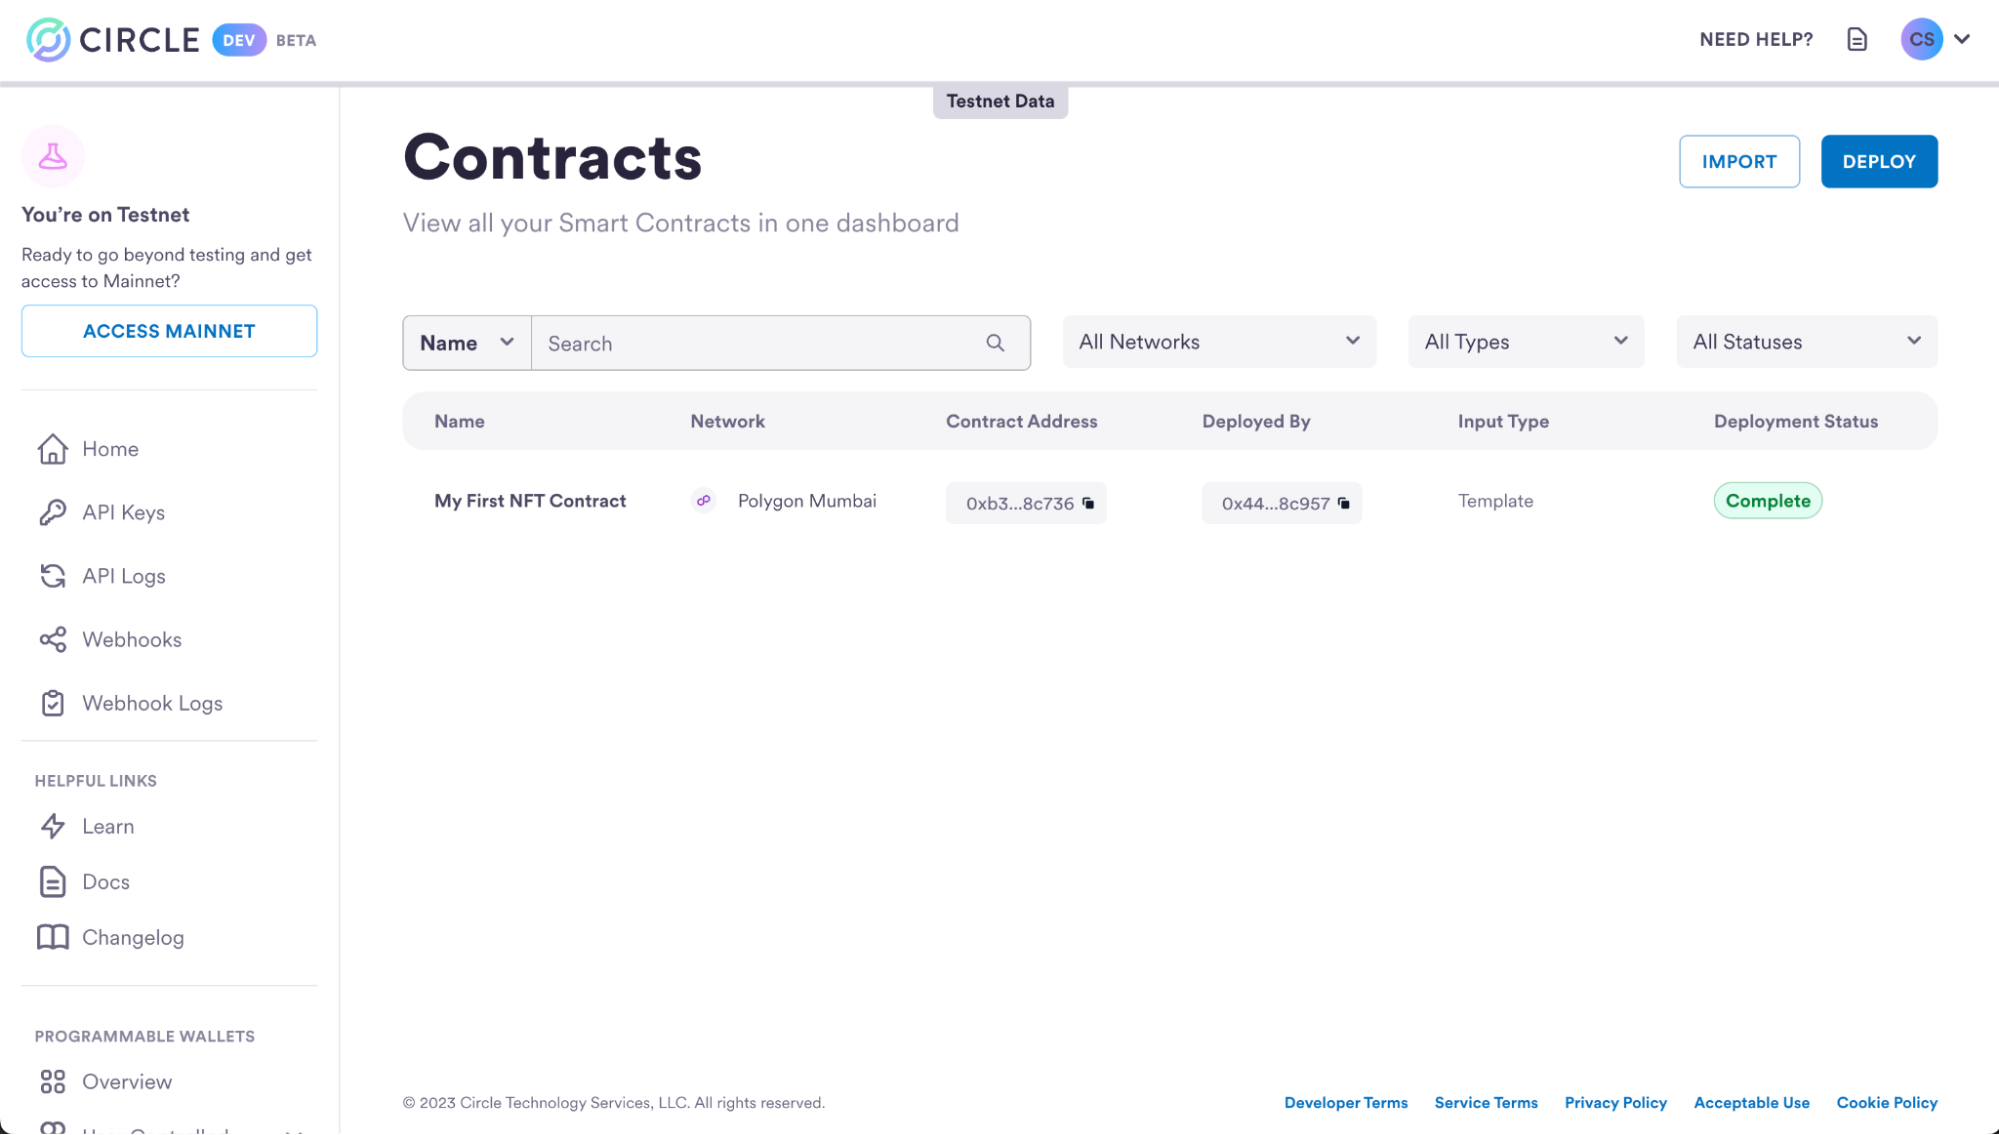 CIRCLE DEV BETA
NEED HELP?
CS
Testnet Data
You're on Testnet
Ready to go beyond testing and get
access to Mainnet?
ACCESS MAINNET
Home
API Keys
API Logs
Webhooks
Webhook Logs
HELPFUL LINKS
Learn
Docs
Changelog
PROGRAMMABLE WALLETS
Overview
User Controlled
Contracts
IMPORT
DEPLOY
View all your Smart Contracts in one dashboard
Name Search All Networks All Types All Statuses
Name Network Contract Address Deployed By Input Type Deployment Status
My First NFT Contract Polygon Mumbai 0xb3...8c736 0x44...8c957 Template Complete
© 2023 Circle Technology Services, LLC. All rights reserved.
Developer Terms Service Terms Privacy Policy Acceptable Use Cookie Policy